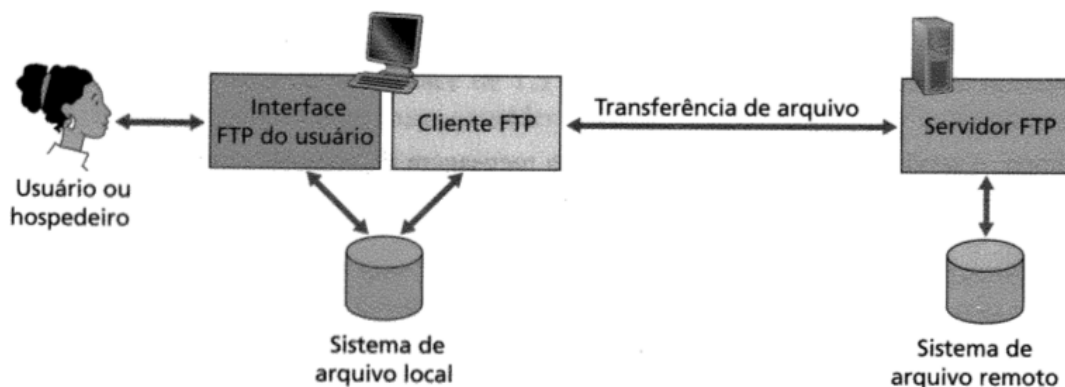 Usuário ou
hospedeiro
Interface
FTP do usuário
Cliente FTP
Transferência de arquivo
Servidor FTP
Sistema de
arquivo local
Sistema de
arquivo remoto